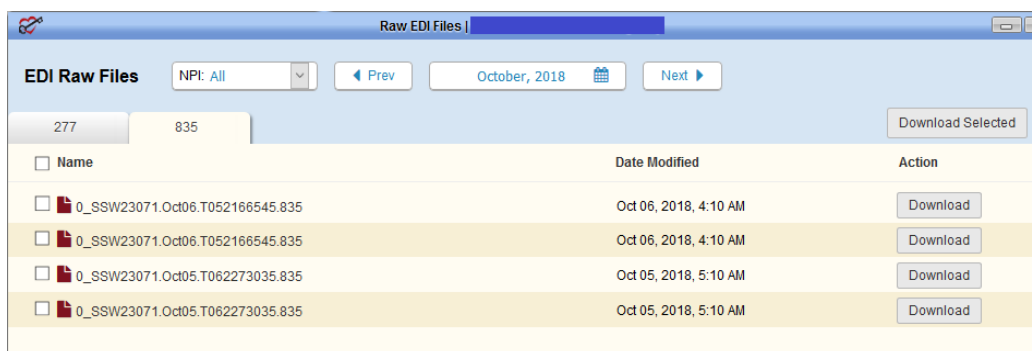 Raw EDI Files |
EDI Raw Files NPI: All Prev October, 2018 Next
277 835 Download Selected
Name Date Modified Action
0_SSW23071.Oct06.T052166545.835 Oct 06, 2018, 4:10 AM Download
0_SSW23071.Oct06.T052166545.835 Oct 06, 2018, 4:10 AM Download
0_SSW23071.Oct05.T062273035.835 Oct 05, 2018, 5:10 AM Download
0_SSW23071.Oct05.T062273035.835 Oct 05, 2018, 5:10 AM Download